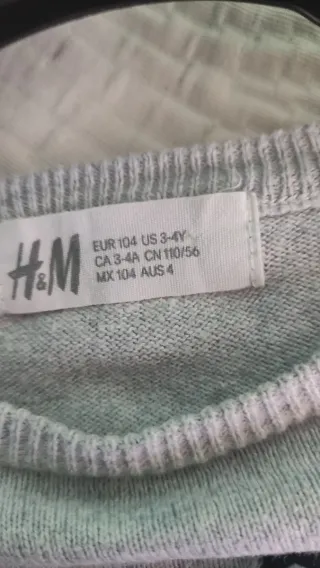 H&M
EUR 104 US 3-4Y
CA 3-4A CN 110/56
MX 104 AUS 4